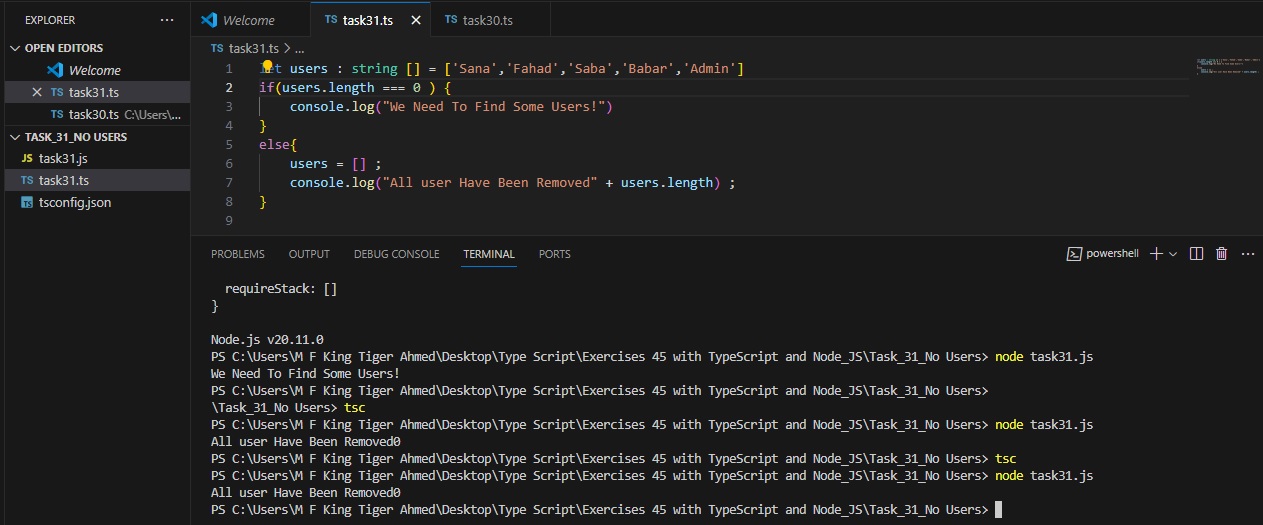 EXPLORER ...
Welcome
TS task31.ts
TS task30.ts
OPEN EDITORS
Welcome
TS task31.ts
TS task30.ts C:\Users\...
TASK_31_NO USERS
JS task31.js
TS task31.ts
TS tsconfig.json
TS task31.ts > ...
1 let users : string [] = ['Sana','Fahad','Saba','Babar','Admin']
2 if(users.length === 0 ) {
3 console.log("We Need To Find Some Users!")
4 }
5 else{
6 users = [] ;
7 console.log("All user Have Been Removed" + users.length) ;
8 }
9
PROBLEMS OUTPUT DEBUG CONSOLE TERMINAL PORTS powershell ...
requireStack: []
}
Node.js v20.11.0
PS C:\Users\M F King Tiger Ahmed\Desktop\Type Script\Exercises 45 with TypeScript and Node_JS\Task_31_No Users> node task31.js
We Need To Find Some Users!
PS C:\Users\M F King Tiger Ahmed\Desktop\Type Script\Exercises 45 with TypeScript and Node_JS\Task_31_No Users>
\Task_31_No Users> tsc
PS C:\Users\M F King Tiger Ahmed\Desktop\Type Script\Exercises 45 with TypeScript and Node_JS\Task_31_No Users> node task31.js
All user Have Been Removed0
PS C:\Users\M F King Tiger Ahmed\Desktop\Type Script\Exercises 45 with TypeScript and Node_JS\Task_31_No Users> tsc
PS C:\Users\M F King Tiger Ahmed\Desktop\Type Script\Exercises 45 with TypeScript and Node_JS\Task_31_No Users> node task31.js
All user Have Been Removed0
PS C:\Users\M F King Tiger Ahmed\Desktop\Type Script\Exercises 45 with TypeScript and Node_JS\Task_31_No Users>